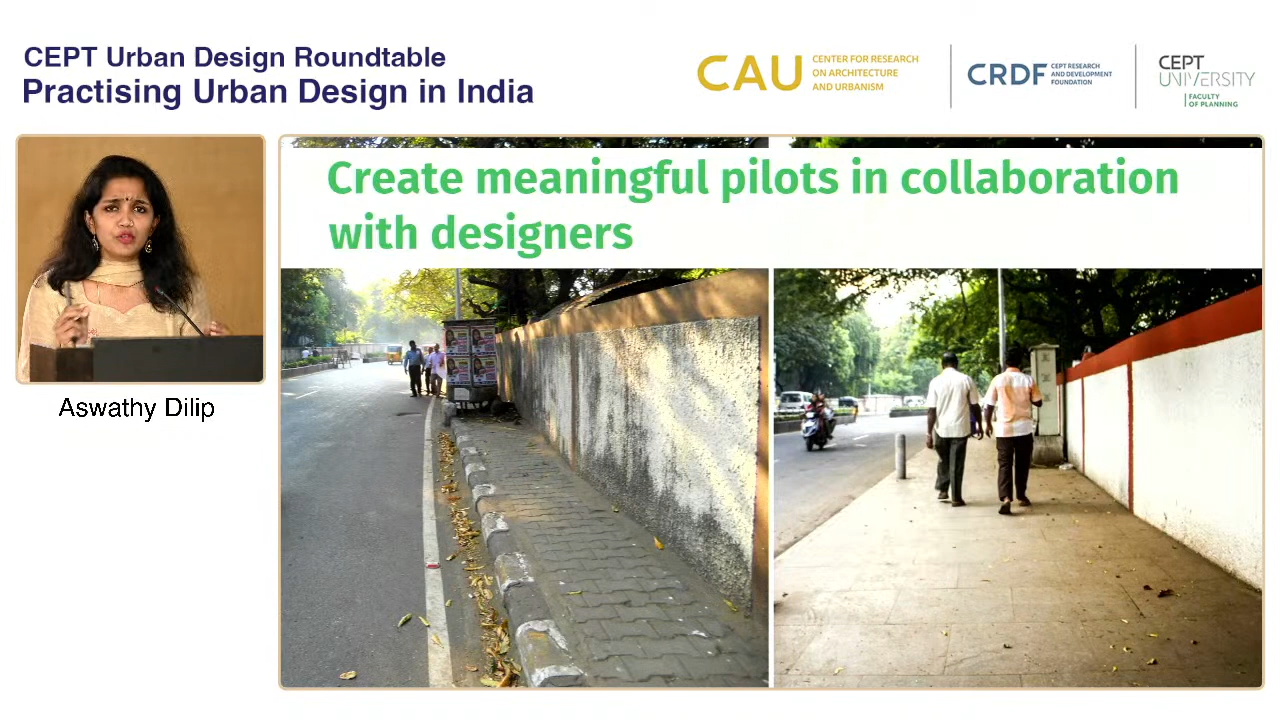 CEPT Urban Design Roundtable
Practising Urban Design in India
CAU
CENTER FOR RESEARCH
ON ARCHITECTURE
AND URBANISM
CRDF
CEPT RESEARCH
AND DEVELOPMENT
FOUNDATION
CEPT
UNIVERSITY
FACULTY
OF PLANNING
Create meaningful pilots in collaboration
with designers
Aswathy Dilip